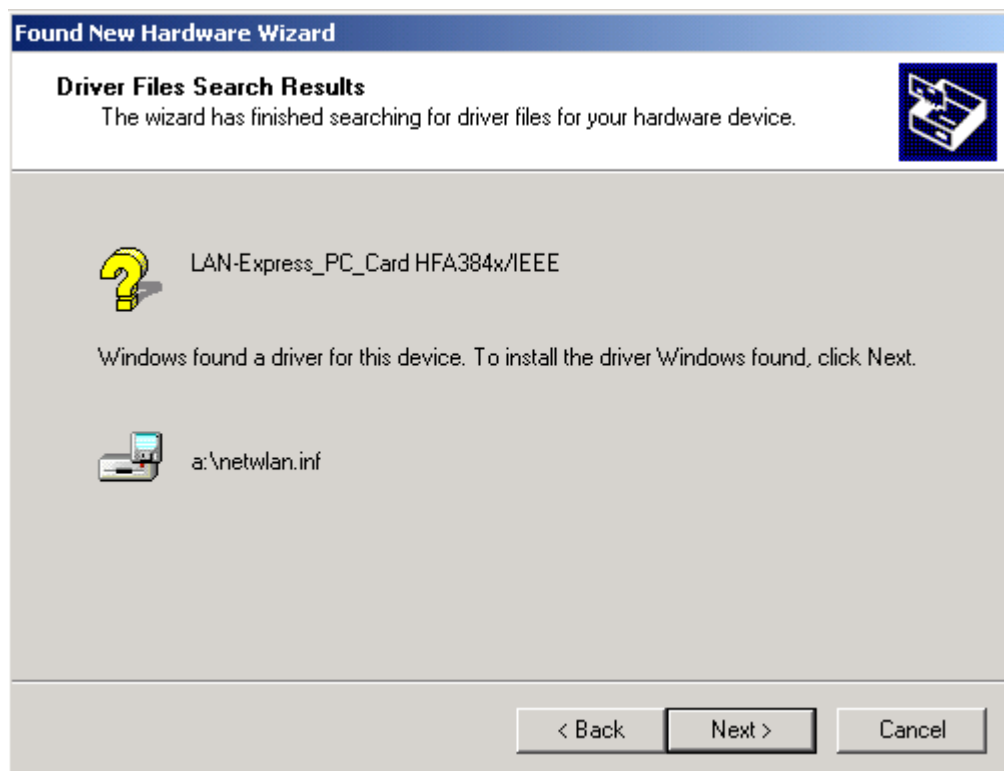 Found New Hardware Wizard
Driver Files Search Results
The wizard has finished searching for driver files for your hardware device.
LAN-Express_PC_Card HFA384x/IEEE
Windows found a driver for this device. To install the driver Windows found, click Next.
a:\netwlan.inf
< Back Next > Cancel